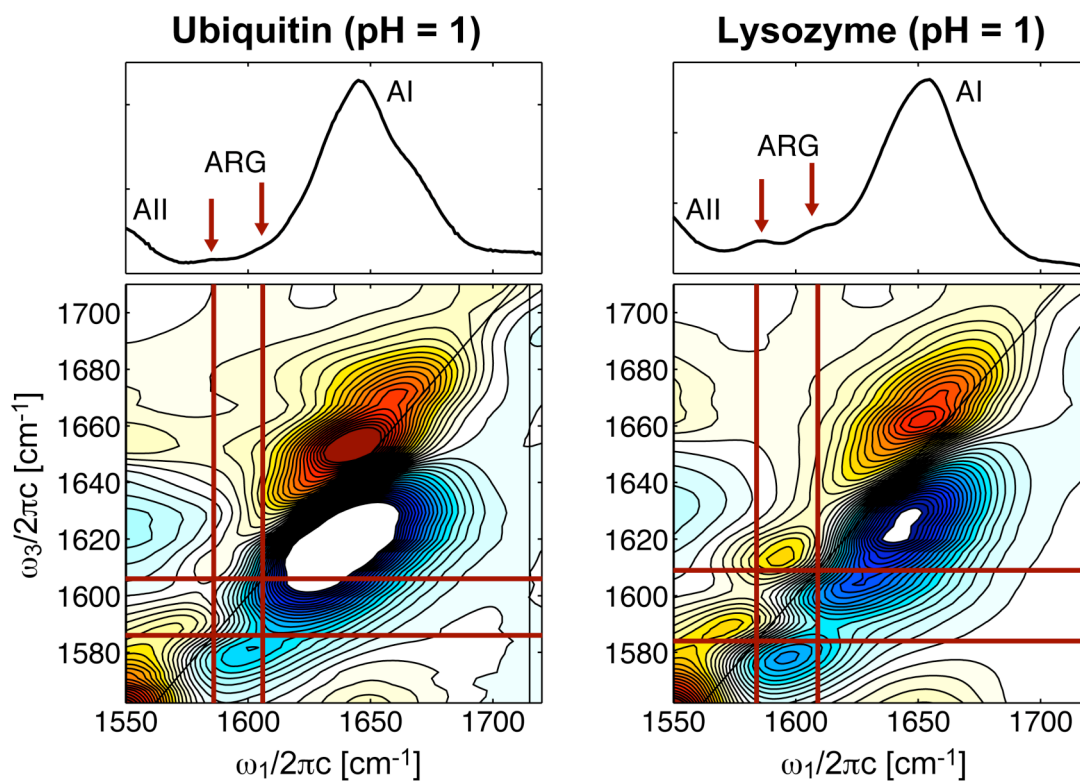 Ubiquitin (pH = 1)
AI
ARG
AII
1700
1680
1660
1640
1620
1600
1580
ω3/2πc [cm-1]
1550 1600 1650 1700
ω1/2πc [cm-1]
Lysozyme (pH = 1)
AI
ARG
AII
1700
1680
1660
1640
1620
1600
1580
1550 1600 1650 1700
ω1/2πc [cm-1]